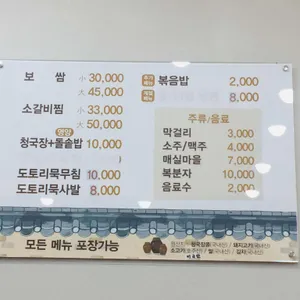 보 쌈 小 30,000
大 45,000
소갈비찜 小 33,000
大 50,000
영양
청국장+돌솥밥 10,000
도토리묵무침 10,000
도토리묵사발 8,000
볶음밥 2,000
8,000
주류/음료
막걸리 3,000
소주/맥주 4,000
매실마을 7,000
복분자 10,000
음료수 2,000
모든 메뉴 포장가능